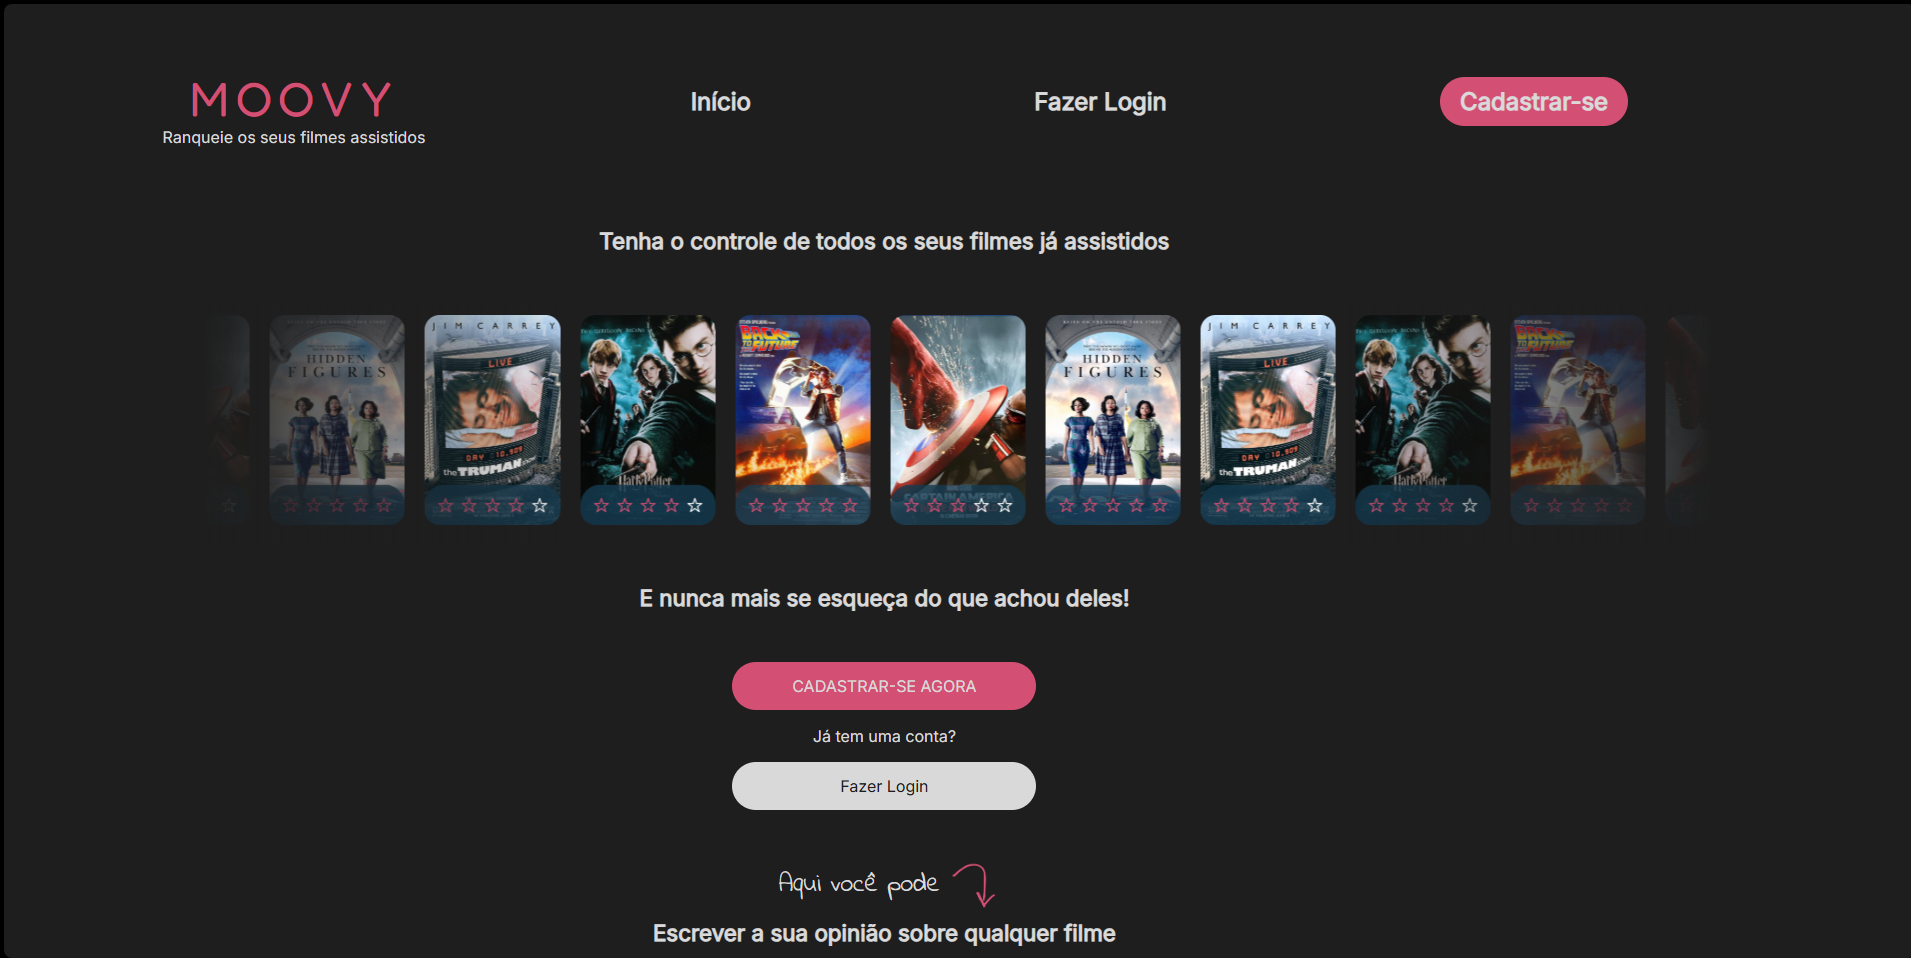 MOOVY
Ranqueie os seus filmes assistidos
Início
Fazer Login
Cadastrar-se
Tenha o controle de todos os seus filmes já assistidos
HIDDEN
FIGURES
JIM CARREY
LIVE
DAY 10,909
the TRUMAN show
Harry Potter
BACK
TO THE
FUTURE
CAPTAIN AMERICA
HIDDEN
FIGURES
JIM CARREY
LIVE
DAY 10,909
the TRUMAN show
Harry Potter
BACK
TO THE
FUTURE
E nunca mais se esqueça do que achou deles!
CADASTRAR-SE AGORA
Já tem uma conta?
Fazer Login
Aqui você pode
Escrever a sua opinião sobre qualquer filme